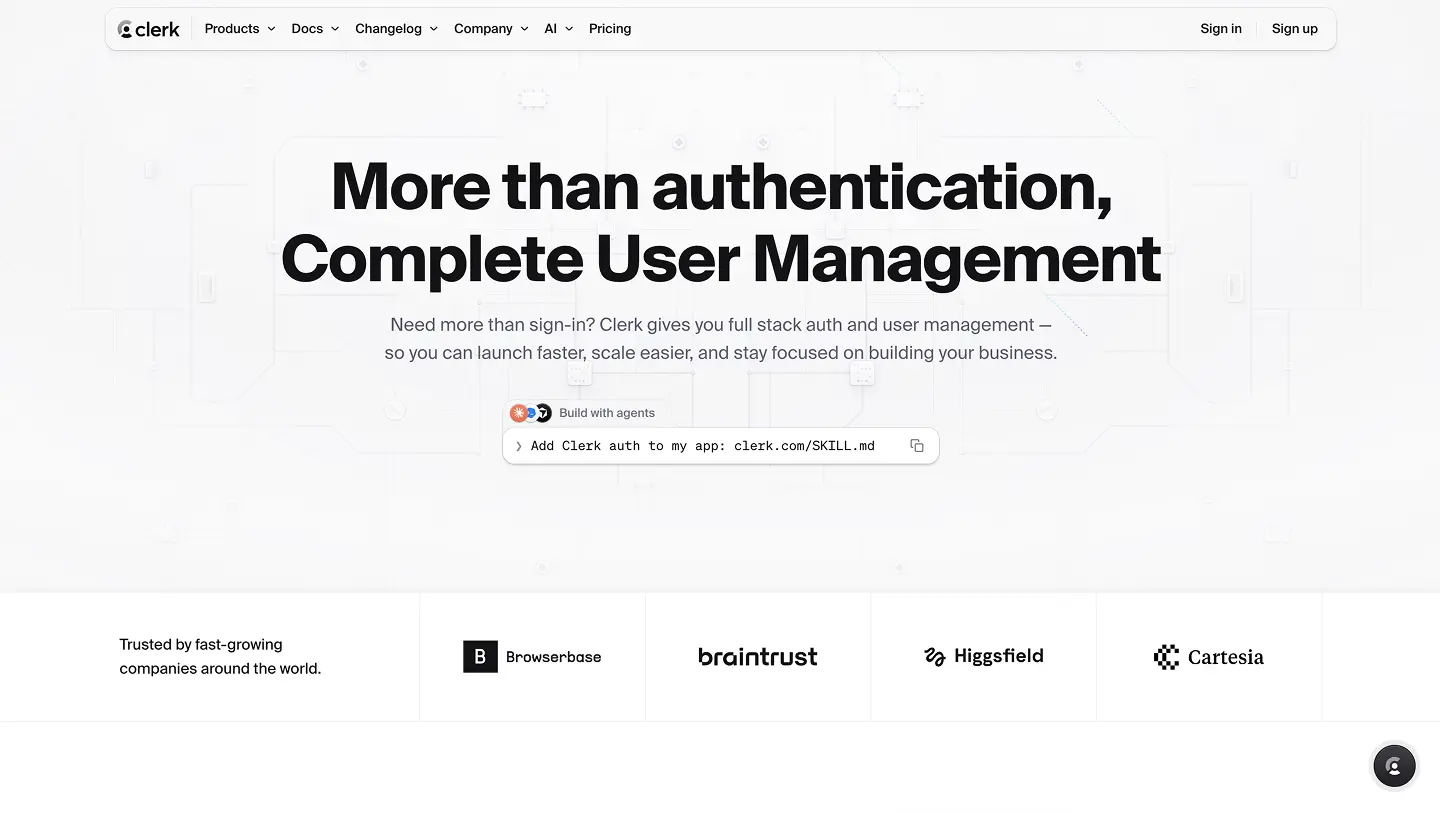 clerk
Products
Docs
Changelog
Company
AI
Pricing
Sign in
Sign up
More than authentication,
Complete User Management
Need more than sign-in? Clerk gives you full stack auth and user management —
so you can launch faster, scale easier, and stay focused on building your business.
Build with agents
❯ Add Clerk auth to my app: clerk.com/SKILL.md
Trusted by fast-growing
companies around the world.
B Browserbase
braintrust
Higgsfield
Cartesia